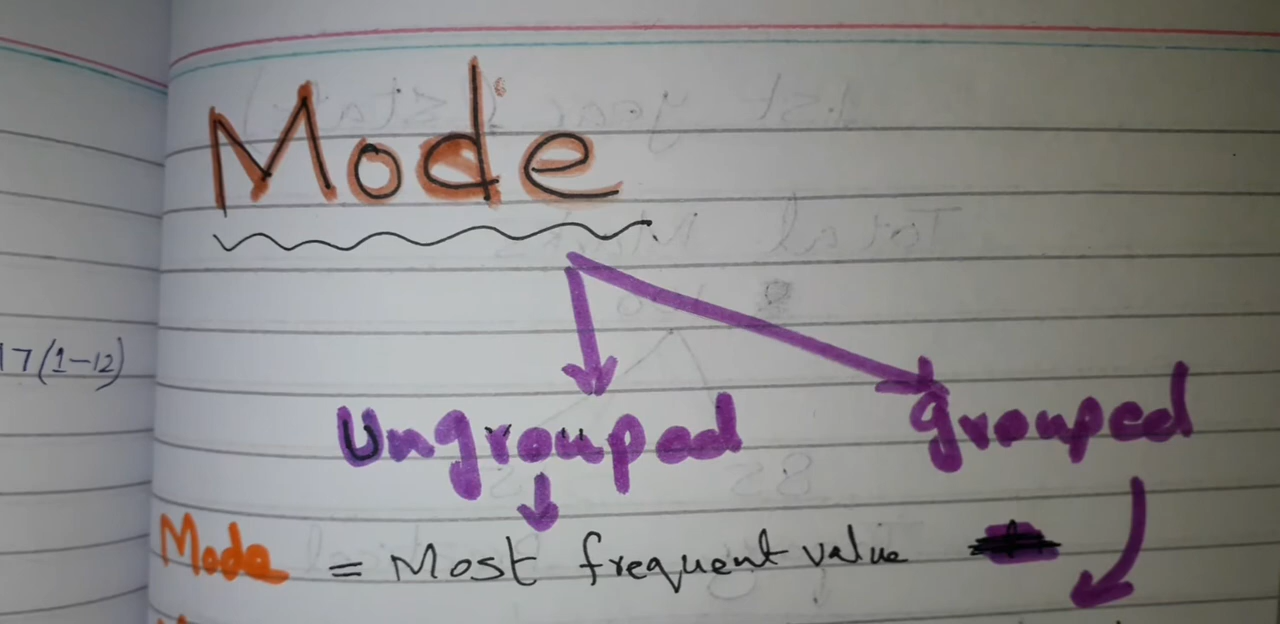 Mode
17(1-12)
Ungrouped
grouped
Mode = Most frequent value